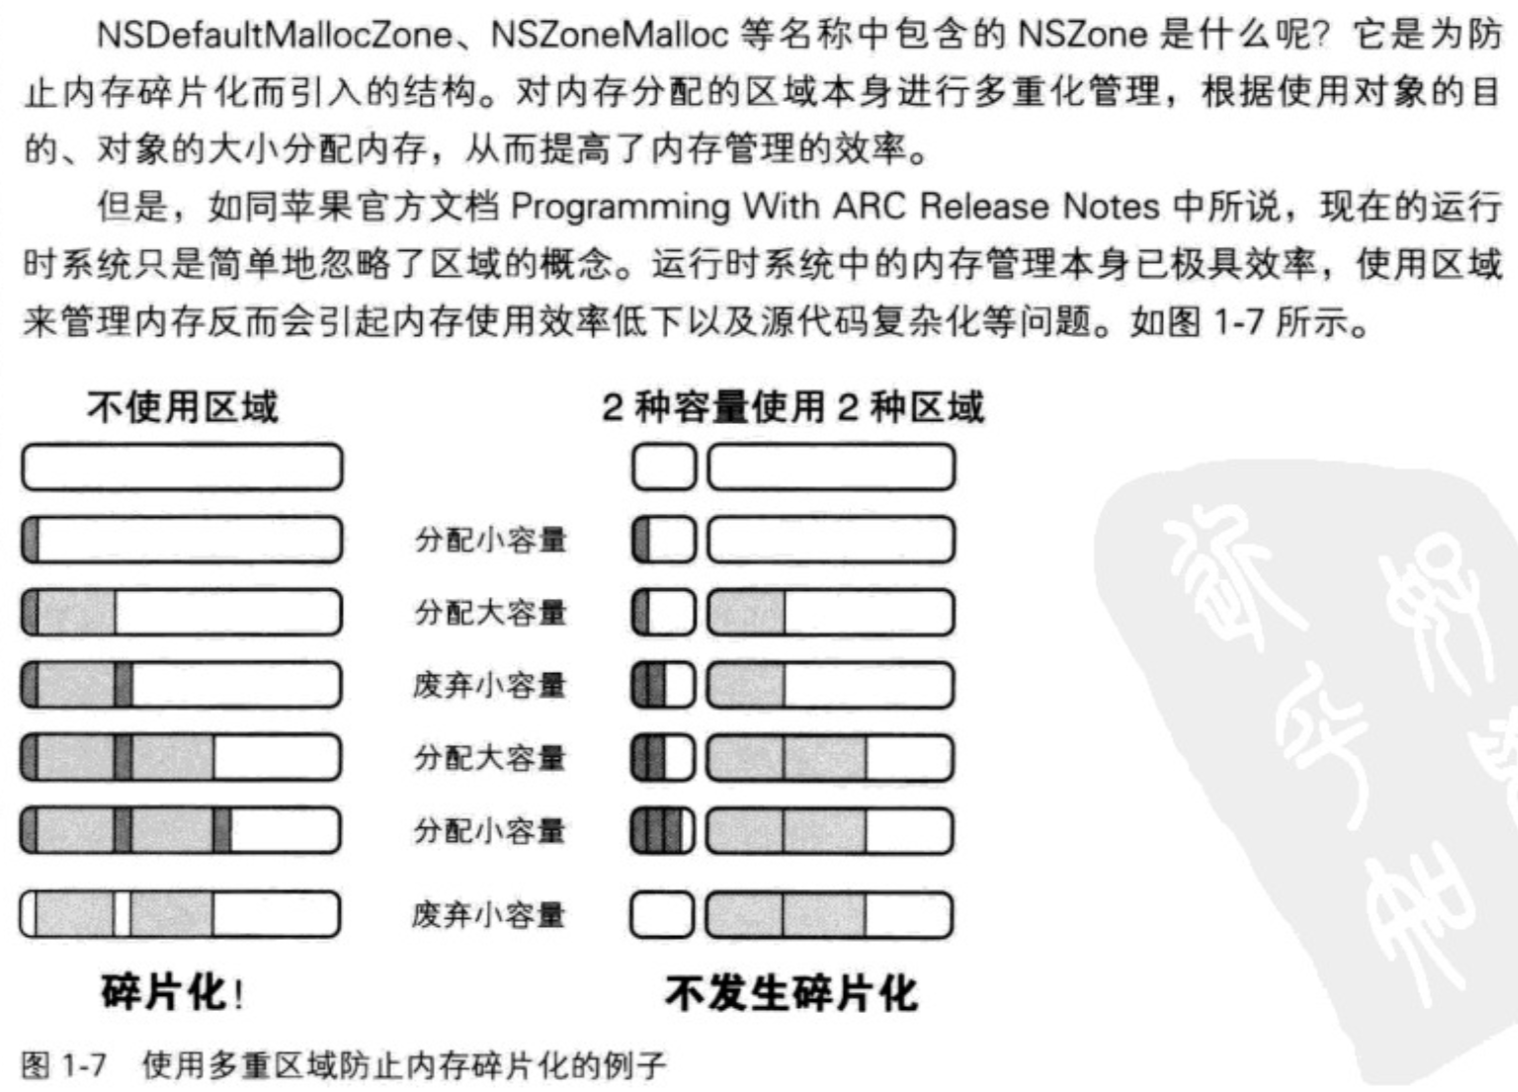 NSDefaultMallocZone、NSZoneMalloc 等名称中包含的 NSZone 是什么呢？它是为防
止内存碎片化而引入的结构。对内存分配的区域本身进行多重化管理，根据使用对象的目
的、对象的大小分配内存，从而提高了内存管理的效率。
但是，如同苹果官方文档 Programming With ARC Release Notes 中所说，现在的运行
时系统只是简单地忽略了区域的概念。运行时系统中的内存管理本身已极具效率，使用区域
来管理内存反而会引起内存使用效率低下以及源代码复杂化等问题。如图 1-7 所示。
不使用区域
2 种容量使用 2 种区域
分配小容量
分配大容量
废弃小容量
分配大容量
分配小容量
废弃小容量
碎片化！
不发生碎片化
图 1-7 使用多重区域防止内存碎片化的例子